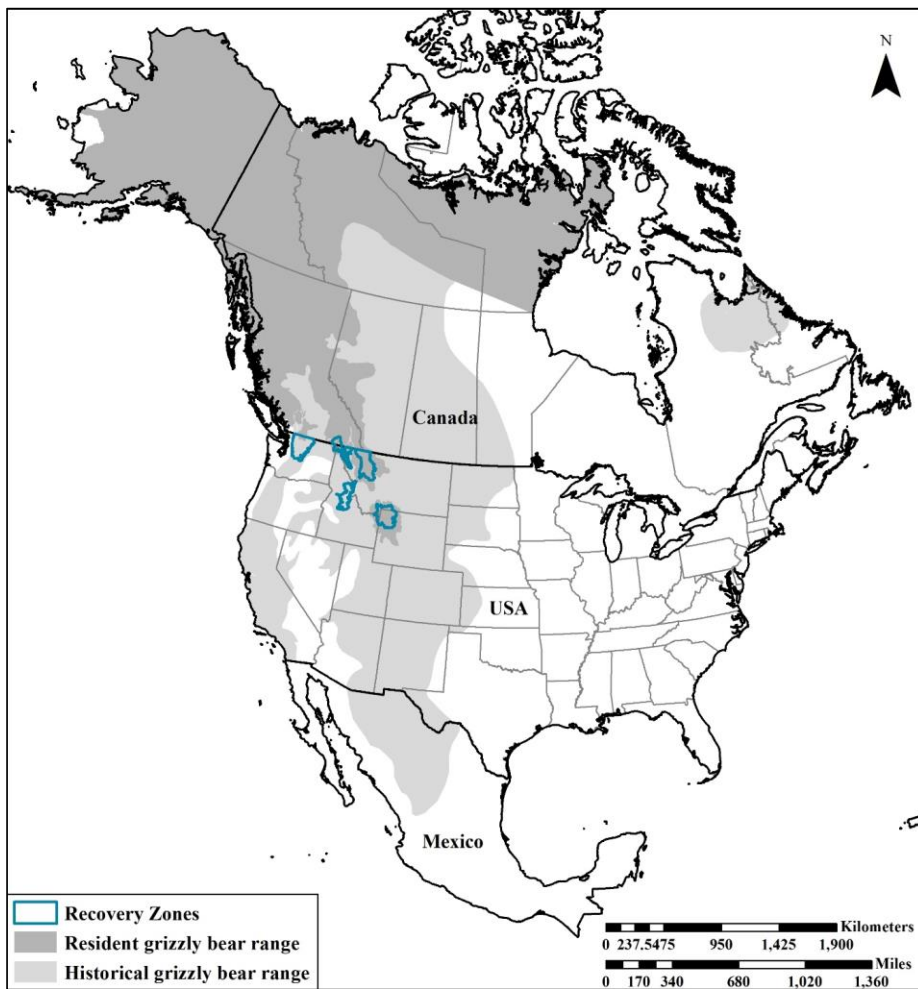 N
Canada
USA
Mexico
Recovery Zones
Resident grizzly bear range
Historical grizzly bear range
Kilometers
0 237.5475 950 1,425 1,900
Miles
0 170 340 680 1,020 1,360